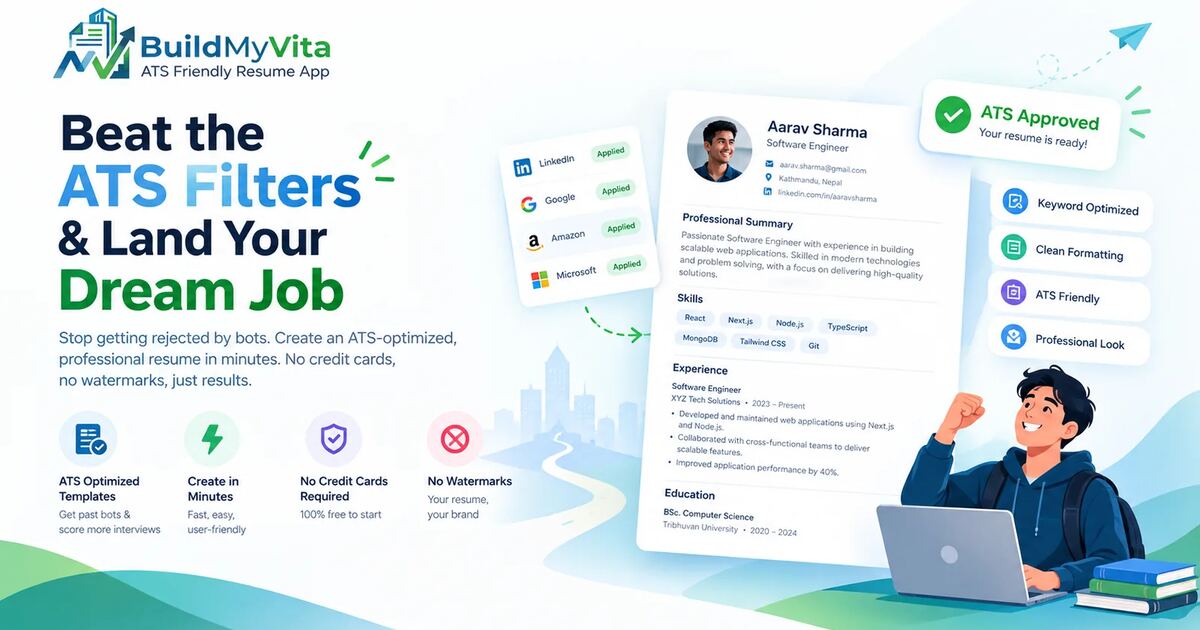 BuildMyVita
ATS Friendly Resume App
Beat the
ATS Filters
& Land Your
Dream Job
Stop getting rejected by bots. Create an ATS-optimized,
professional resume in minutes. No credit cards,
no watermarks, just results.
ATS Optimized
Templates
Get past bots &
score more interviews
Create in
Minutes
Fast, easy,
user-friendly
No Credit Cards
Required
100% free to start
No Watermarks
Your resume,
your brand
LinkedIn Applied
Google Applied
Amazon Applied
Microsoft Applied
Aarav Sharma
Software Engineer
aarav.sharma@gmail.com
Kathmandu, Nepal
linkedin.com/in/aaravsharma
Professional Summary
Passionate Software Engineer with experience in building
scalable web applications. Skilled in modern technologies
and problem solving, with a focus on delivering high-quality
solutions.
Skills
React Next.js Node.js TypeScript
MongoDB Tailwind CSS Git
Experience
Software Engineer
XYZ Tech Solutions • 2023 – Present
• Developed and maintained web applications using Next.js
and Node.js.
• Collaborated with cross-functional teams to deliver
scalable features.
• Improved application performance by 40%.
Education
BSc. Computer Science
Tribhuvan University • 2020 – 2024
ATS Approved
Your resume is ready!
Keyword Optimized
Clean Formatting
ATS Friendly
Professional Look